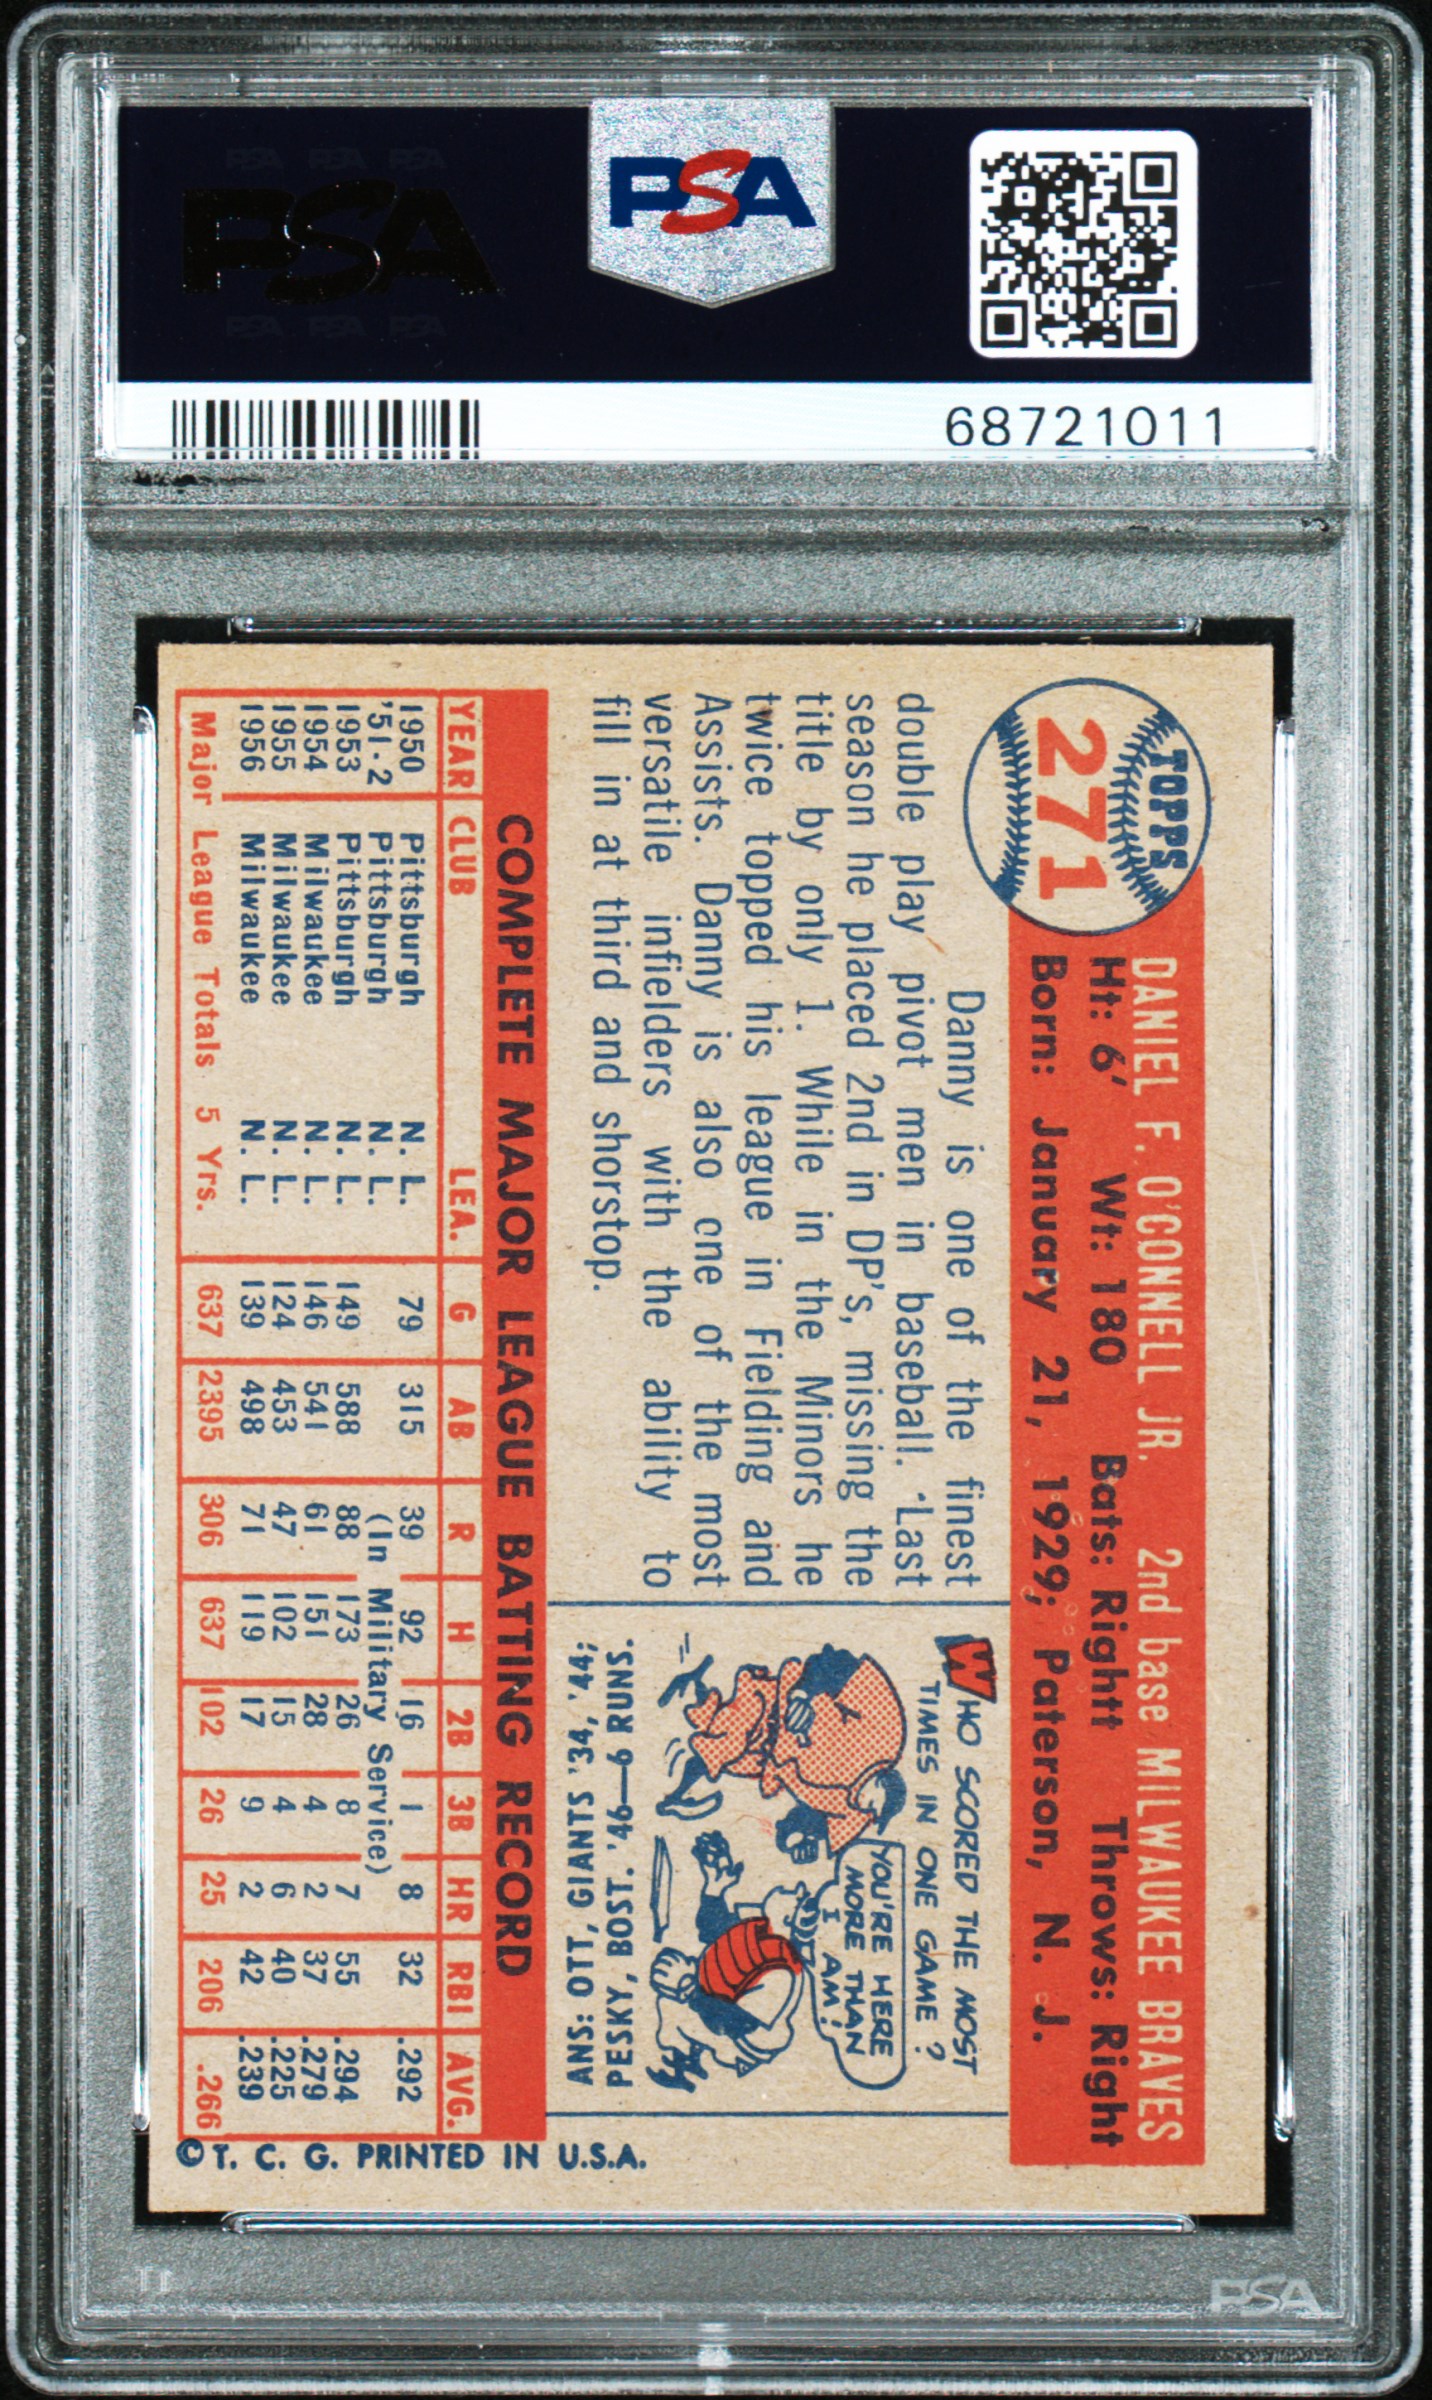 PSA
PSA PSA PSA
PSA
PSA PSA PSA
68721011
TOPPS
271
DANIEL F. O'CONNELL JR. 2nd base MILWAUKEE BRAVES
Ht: 6' Wt: 180 Bats: Right Throws: Right
Born: January 21, 1929; Paterson, N. J.
Danny is one of the finest
double play pivot men in baseball. Last
season he placed 2nd in DP's, missing the
title by only 1. While in the Minors he
twice topped his league in Fielding and
Assists. Danny is also one of the most
versatile infielders with the ability to
fill in at third and shorstop.
WHO SCORED THE MOST
TIMES IN ONE GAME?
YOU'RE HERE
MORE THAN
I AM!
ANS: OTT, GIANTS '34, '44;
PESKY, BOST. '46—6 RUNS.
COMPLETE MAJOR LEAGUE BATTING RECORD
YEAR CLUB LEA. G AB R H 2B 3B HR RBI AVG.
1950 Pittsburgh N. L. 79 315 39 92 16 1 8 32 .292
'51-2 Pittsburgh N. L. (In Military Service)
1953 Pittsburgh N. L. 149 588 88 173 26 8 7 55 .294
1954 Milwaukee N. L. 146 541 61 151 28 4 2 37 .279
1955 Milwaukee N. L. 124 453 47 102 15 4 6 40 .225
1956 Milwaukee N. L. 139 498 71 119 17 9 2 42 .239
Major League Totals 5 Yrs. 637 2395 306 637 102 26 25 206 .266
©T. C. G. PRINTED IN U.S.A.
PSA